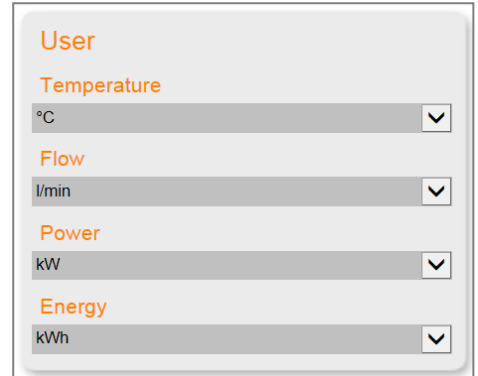 User
Temperature
°C
Flow
l/min
Power
kW
Energy
kWh